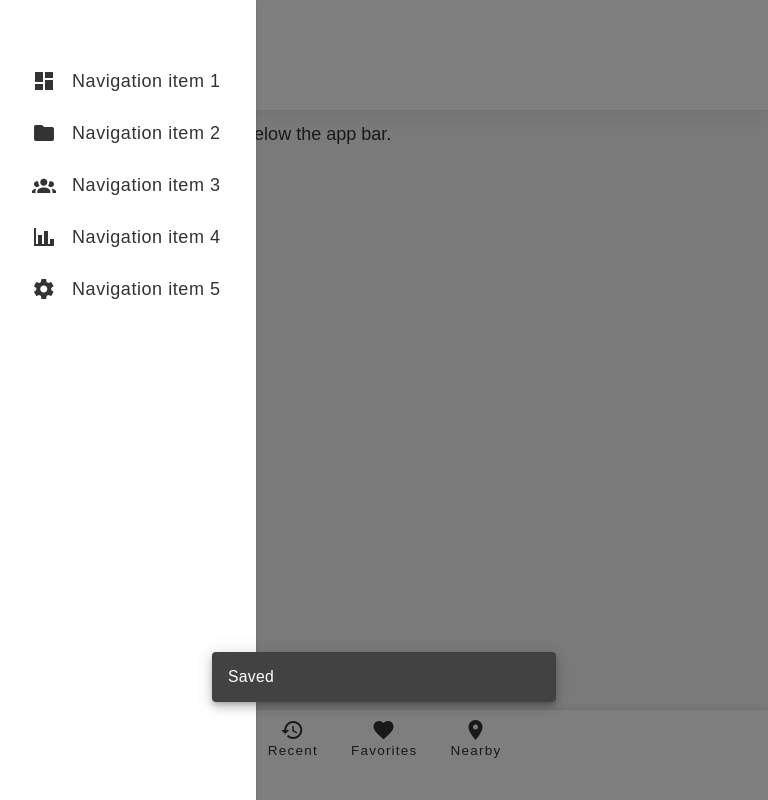 Navigation item 1
elow the app bar.
Navigation item 2
Navigation item 3
Navigation item 4
Navigation item 5
Saved
Recent Favorites Nearby